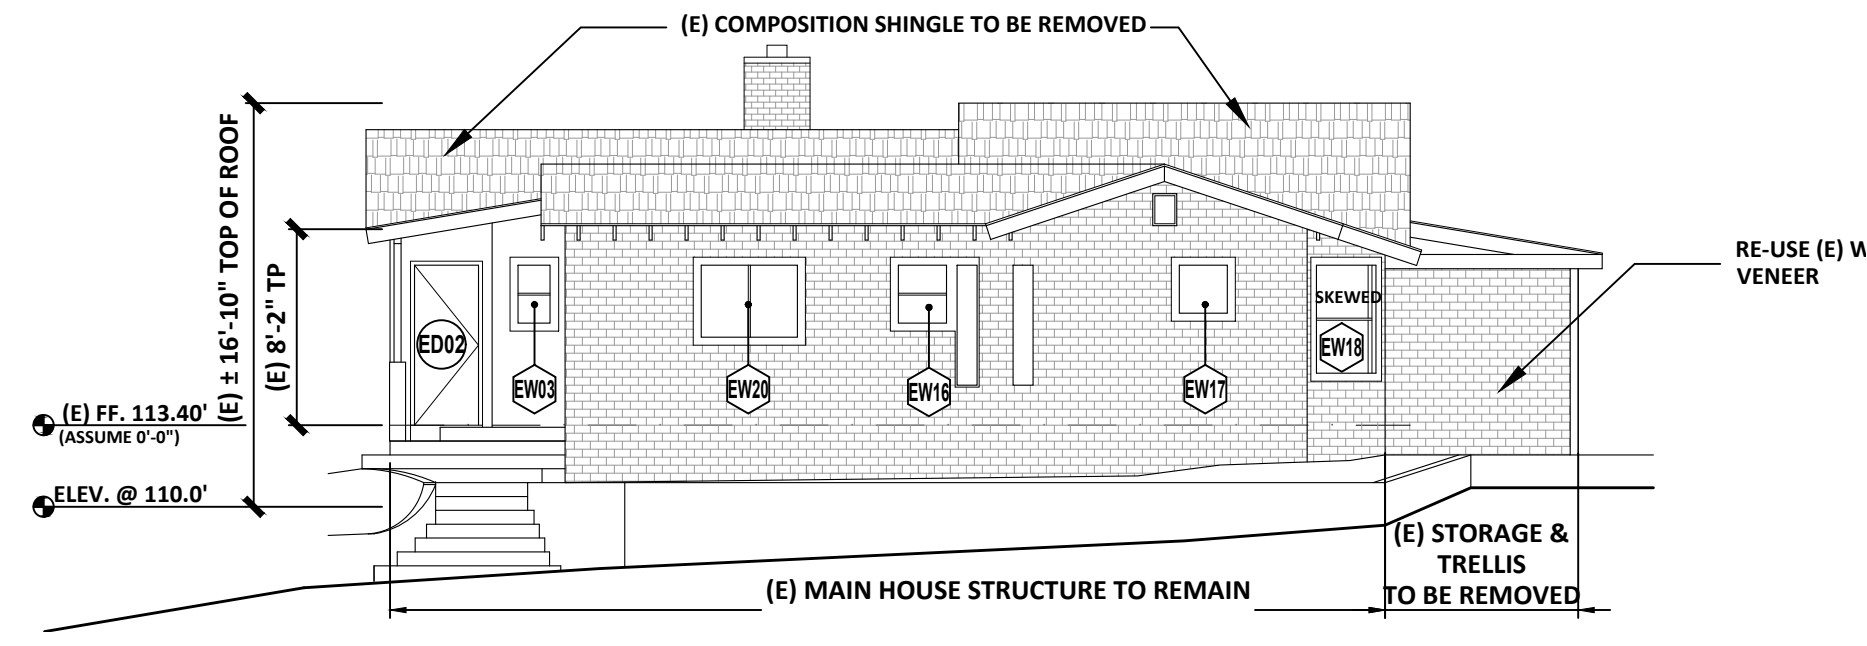 (E) COMPOSITION SHINGLE TO BE REMOVED
(E) ± 16'-10" TOP OF ROOF
(E) 8'-2" TP
RE-USE (E) W
VENEER
SKEWED
ED02
EW18
EW03
EW20
EW16
EW17
(E) FF. 113.40'
(ASSUME 0'-0")
ELEV. @ 110.0'
(E) STORAGE &
TRELLIS
TO BE REMOVED
(E) MAIN HOUSE STRUCTURE TO REMAIN